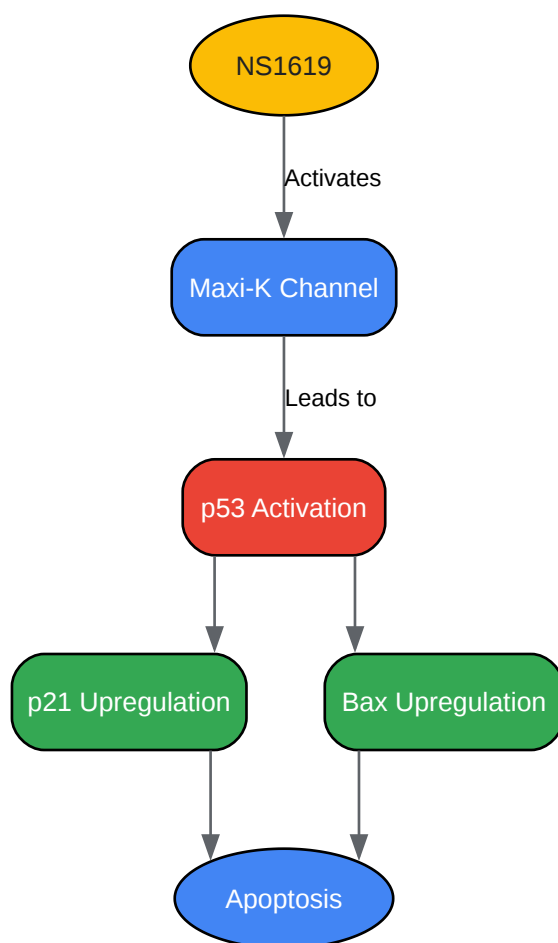 NS1619
Activates
Maxi-K Channel
Leads to
p53 Activation
p21 Upregulation
Bax Upregulation
Apoptosis